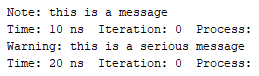 Note: this is a message
Time: 10 ns  Iteration: 0  Process:
Warning: this is a serious message
Time: 20 ns  Iteration: 0  Process: